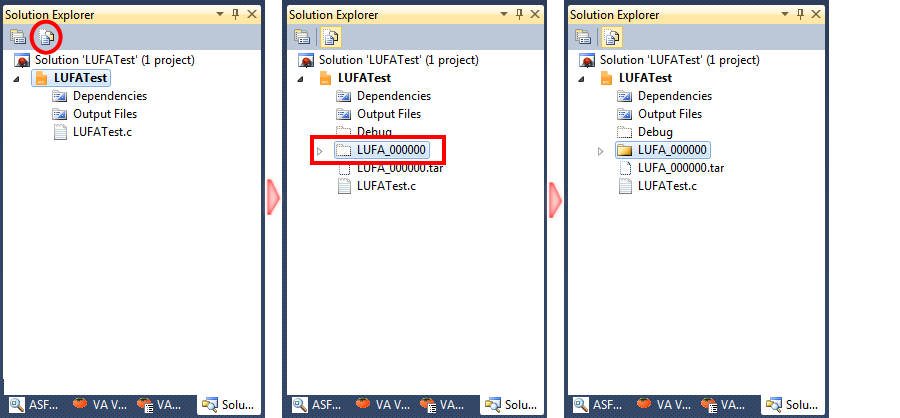 Solution Explorer
Solution 'LUFATest' (1 project)
LUFATest
Dependencies
Output Files
LUFATest.c
ASF...
VA V...
VA...
Solu...
Solution Explorer
Solution 'LUFATest' (1 project)
LUFATest
Dependencies
Output Files
Debug
LUFA_000000
LUFA_000000.tar
LUFATest.c
ASF...
VA V...
VA...
Solu...
Solution Explorer
Solution 'LUFATest' (1 project)
LUFATest
Dependencies
Output Files
Debug
LUFA_000000
LUFA_000000.tar
LUFATest.c
ASF...
VA V...
VA...
Solu...